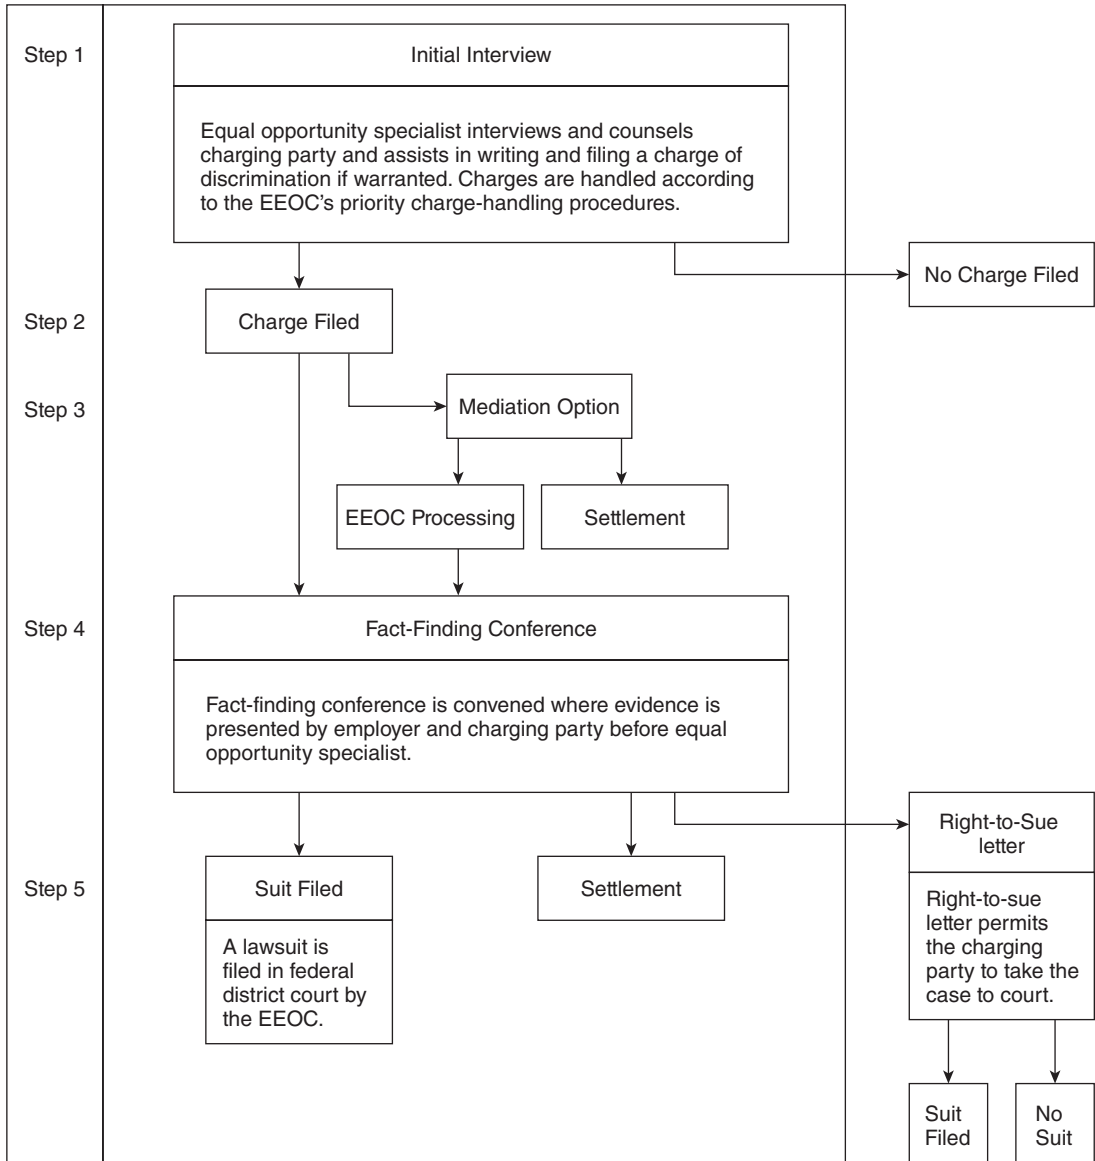 Step 1
Initial Interview
Equal opportunity specialist interviews and counsels
charging party and assists in writing and filing a charge of
discrimination if warranted. Charges are handled according
to the EEOC's priority charge-handling procedures.
No Charge Filed
Step 2
Charge Filed
Step 3
Mediation Option
EEOC Processing
Settlement
Step 4
Fact-Finding Conference
Fact-finding conference is convened where evidence is
presented by employer and charging party before equal
opportunity specialist.
Right-to-Sue
letter
Right-to-sue
letter permits
the charging
party to take the
case to court.
Step 5
Suit Filed
A lawsuit is
filed in federal
district court by
the EEOC.
Settlement
Suit
Filed
No
Suit